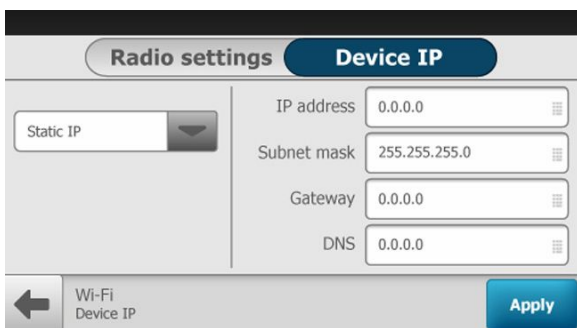 Radio settings
Device IP
Static IP
IP address
0.0.0.0
Subnet mask
255.255.255.0
Gateway
0.0.0.0
DNS
0.0.0.0
Wi-Fi
Device IP
Apply